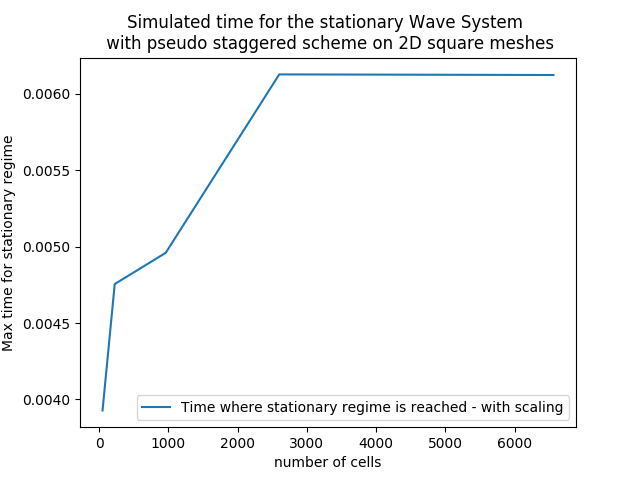 Simulated time for the stationary Wave System
with pseudo staggered scheme on 2D square meshes
Max time for stationary regime
0.0060
0.0055
0.0050
0.0045
0.0040
Time where stationary regime is reached - with scaling
0 1000 2000 3000 4000 5000 6000
number of cells